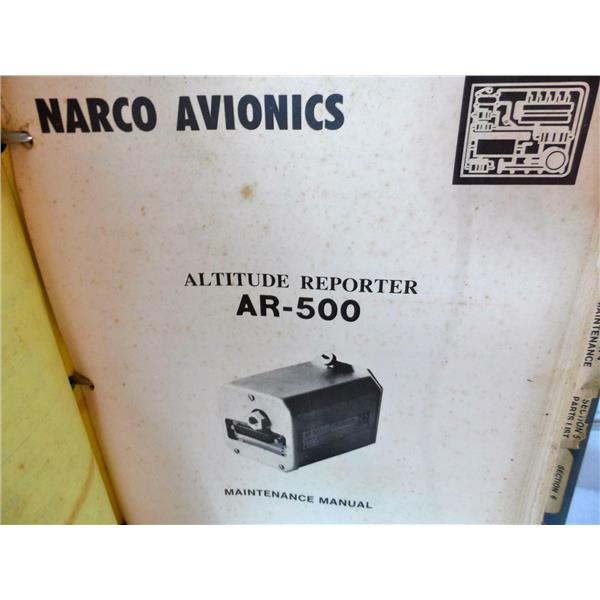 NARCO AVIONICS
ALTITUDE REPORTER
AR-500
MAINTENANCE MANUAL
MAINTENANCE
SECTION 5
PARTS LIST
SECTION 6